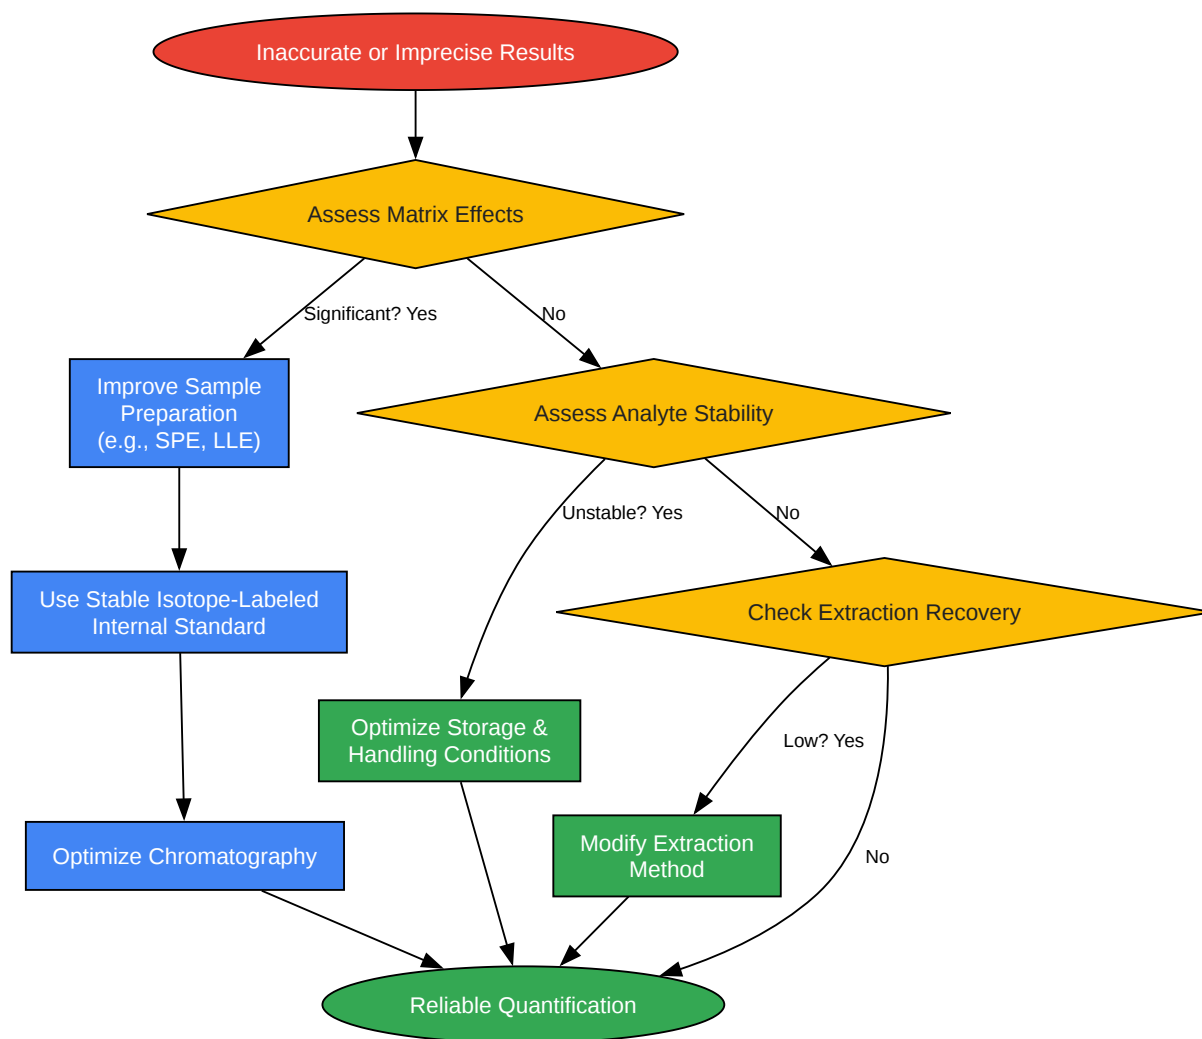 Inaccurate or Imprecise Results
Assess Matrix Effects
Significant? Yes
No
Improve Sample
Preparation
(e.g., SPE, LLE)
Assess Analyte Stability
Unstable? Yes
No
Use Stable Isotope-Labeled
Internal Standard
Check Extraction Recovery
Optimize Storage &
Handling Conditions
Low? Yes
No
Optimize Chromatography
Modify Extraction
Method
Reliable Quantification